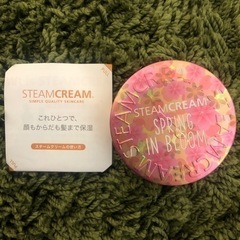 STEAMCREAM®
SIMPLE QUALITY SKINCARE
これひとつで、
顔もからだも髪まで保湿
スチームクリームの使い方
STEAMCREAM
SPRING
IN BLOOM
STEAMCREAM